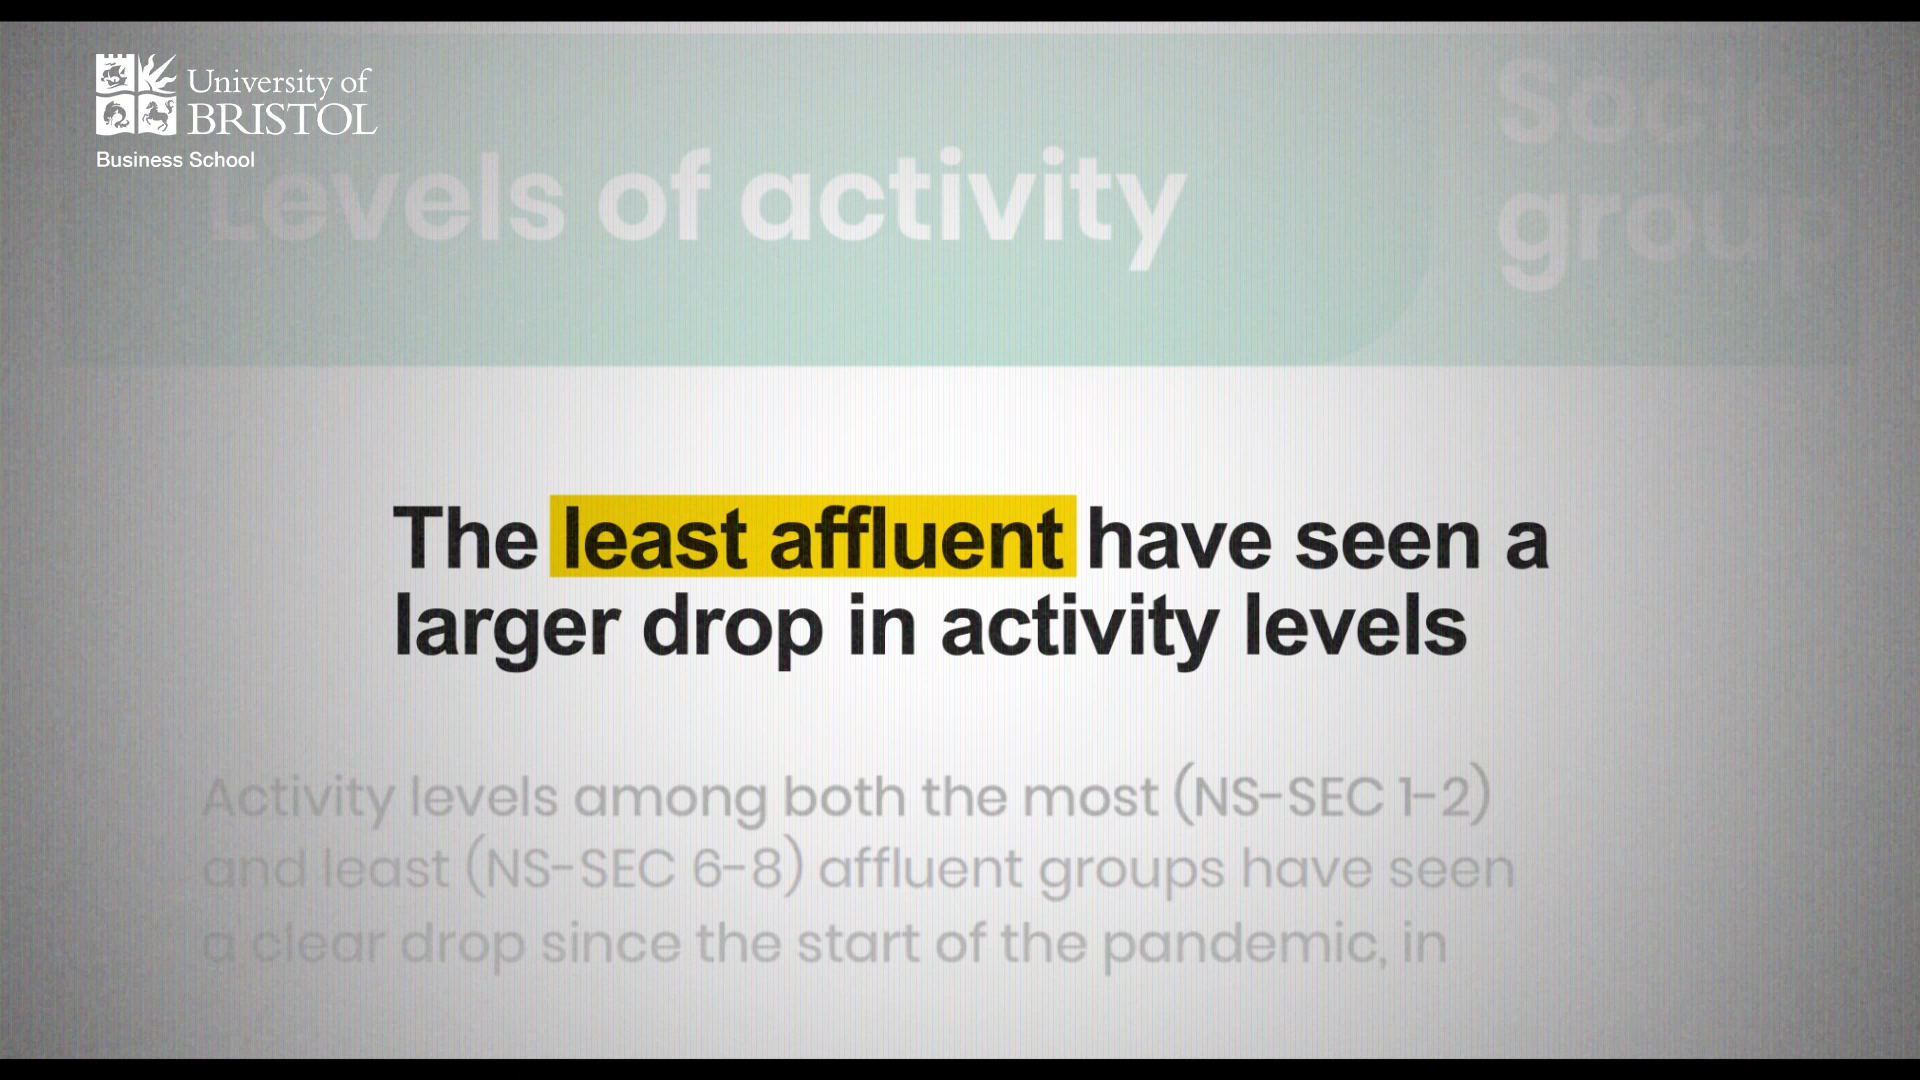 University of
BRISTOL
Business School
Levels of activity
Socio
group
The least affluent have seen a
larger drop in activity levels
Activity levels among both the most (NS-SEC 1-2)
and least (NS-SEC 6-8) affluent groups have seen
a clear drop since the start of the pandemic, in